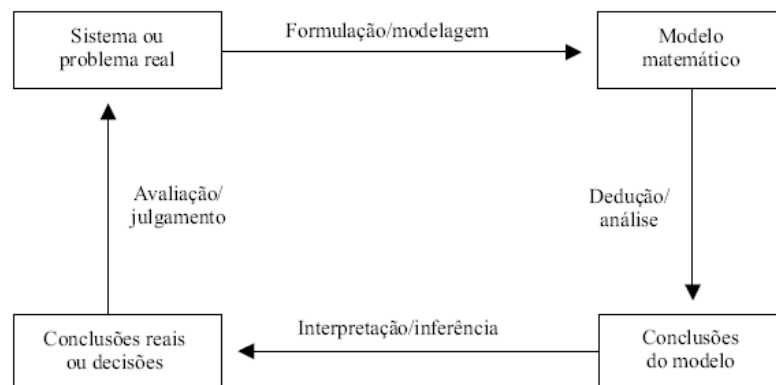 Sistema ou
problema real
Formulação/modelagem
Modelo
matemático
Avaliação/
julgamento
Dedução/
análise
Conclusões reais
ou decisões
Interpretação/inferência
Conclusões
do modelo